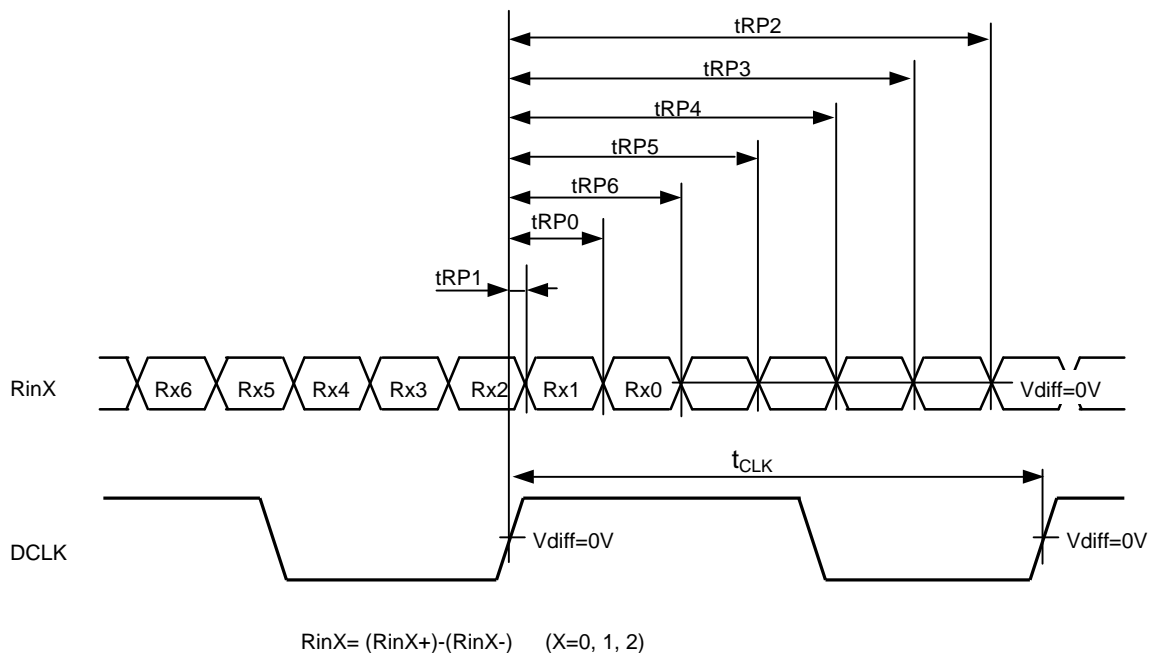 tRP2
tRP3
tRP4
tRP5
tRP6
tRP0
tRP1
RinX Rx6 Rx5 Rx4 Rx3 Rx2 Rx1 Rx0 Vdiff=0V
tCLK
DCLK Vdiff=0V Vdiff=0V
RinX= (RinX+)-(RinX-) (X=0, 1, 2)